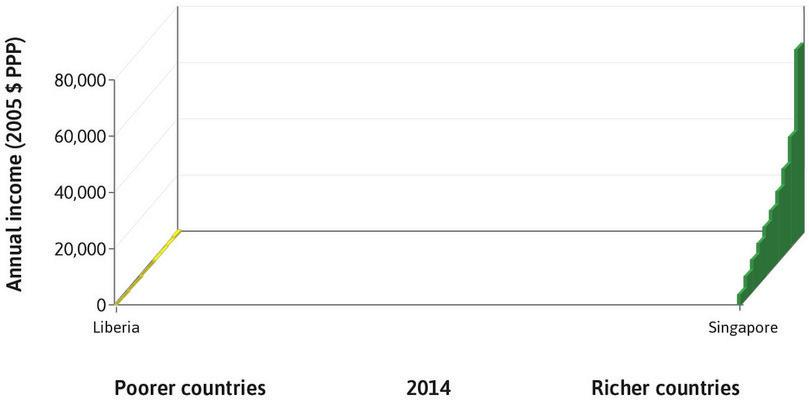 Annual income (2005 $ PPP)
80,000
60,000
40,000
20,000
0
Liberia
Singapore
Poorer countries
2014
Richer countries